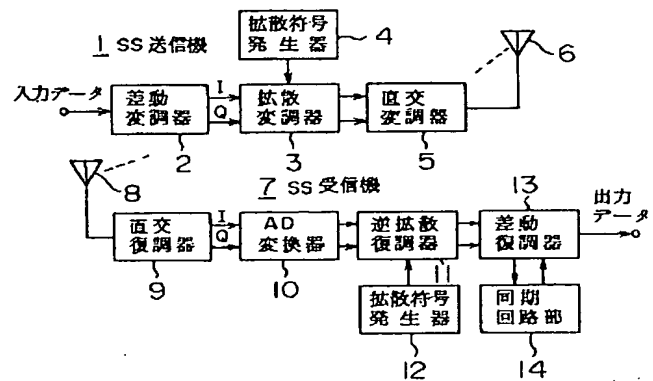 1 SS送信機
拡散符号
発生器
4
6
入力データ
差動
変調器
2
I
Q
拡散
変調器
3
直交
変調器
5
8
7 SS受信機
直交
復調器
9
I
Q
AD
変換器
10
逆拡散
復調器
11
13
差動
復調器
出力
データ
拡散符号
発生器
12
同期
回路部
14